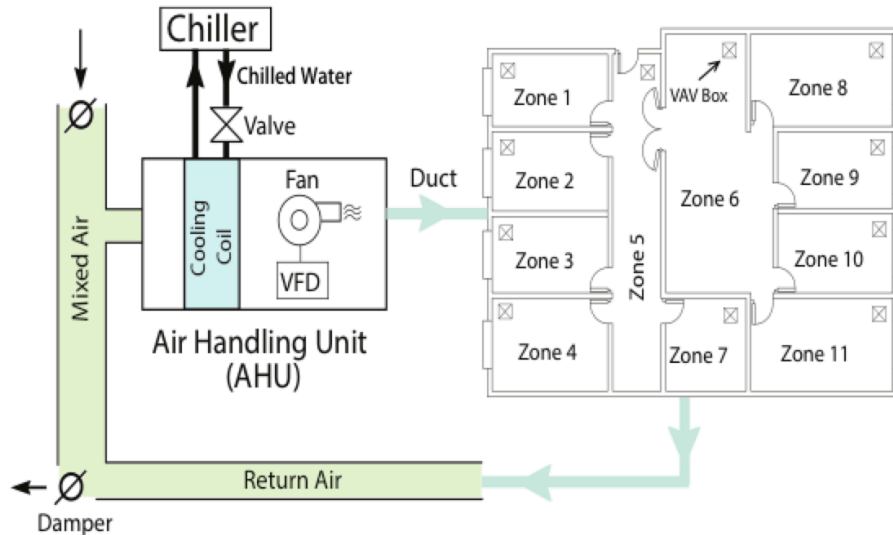 Chiller
Chilled Water
Valve
VAV Box
Zone 1
Zone 8
Fan
Duct
Zone 2
Zone 9
Zone 6
Mixed Air
Cooling
Coil
VFD
Zone 3
Zone 5
Zone 10
Air Handling Unit
(AHU)
Zone 4
Zone 7
Zone 11
Return Air
Damper